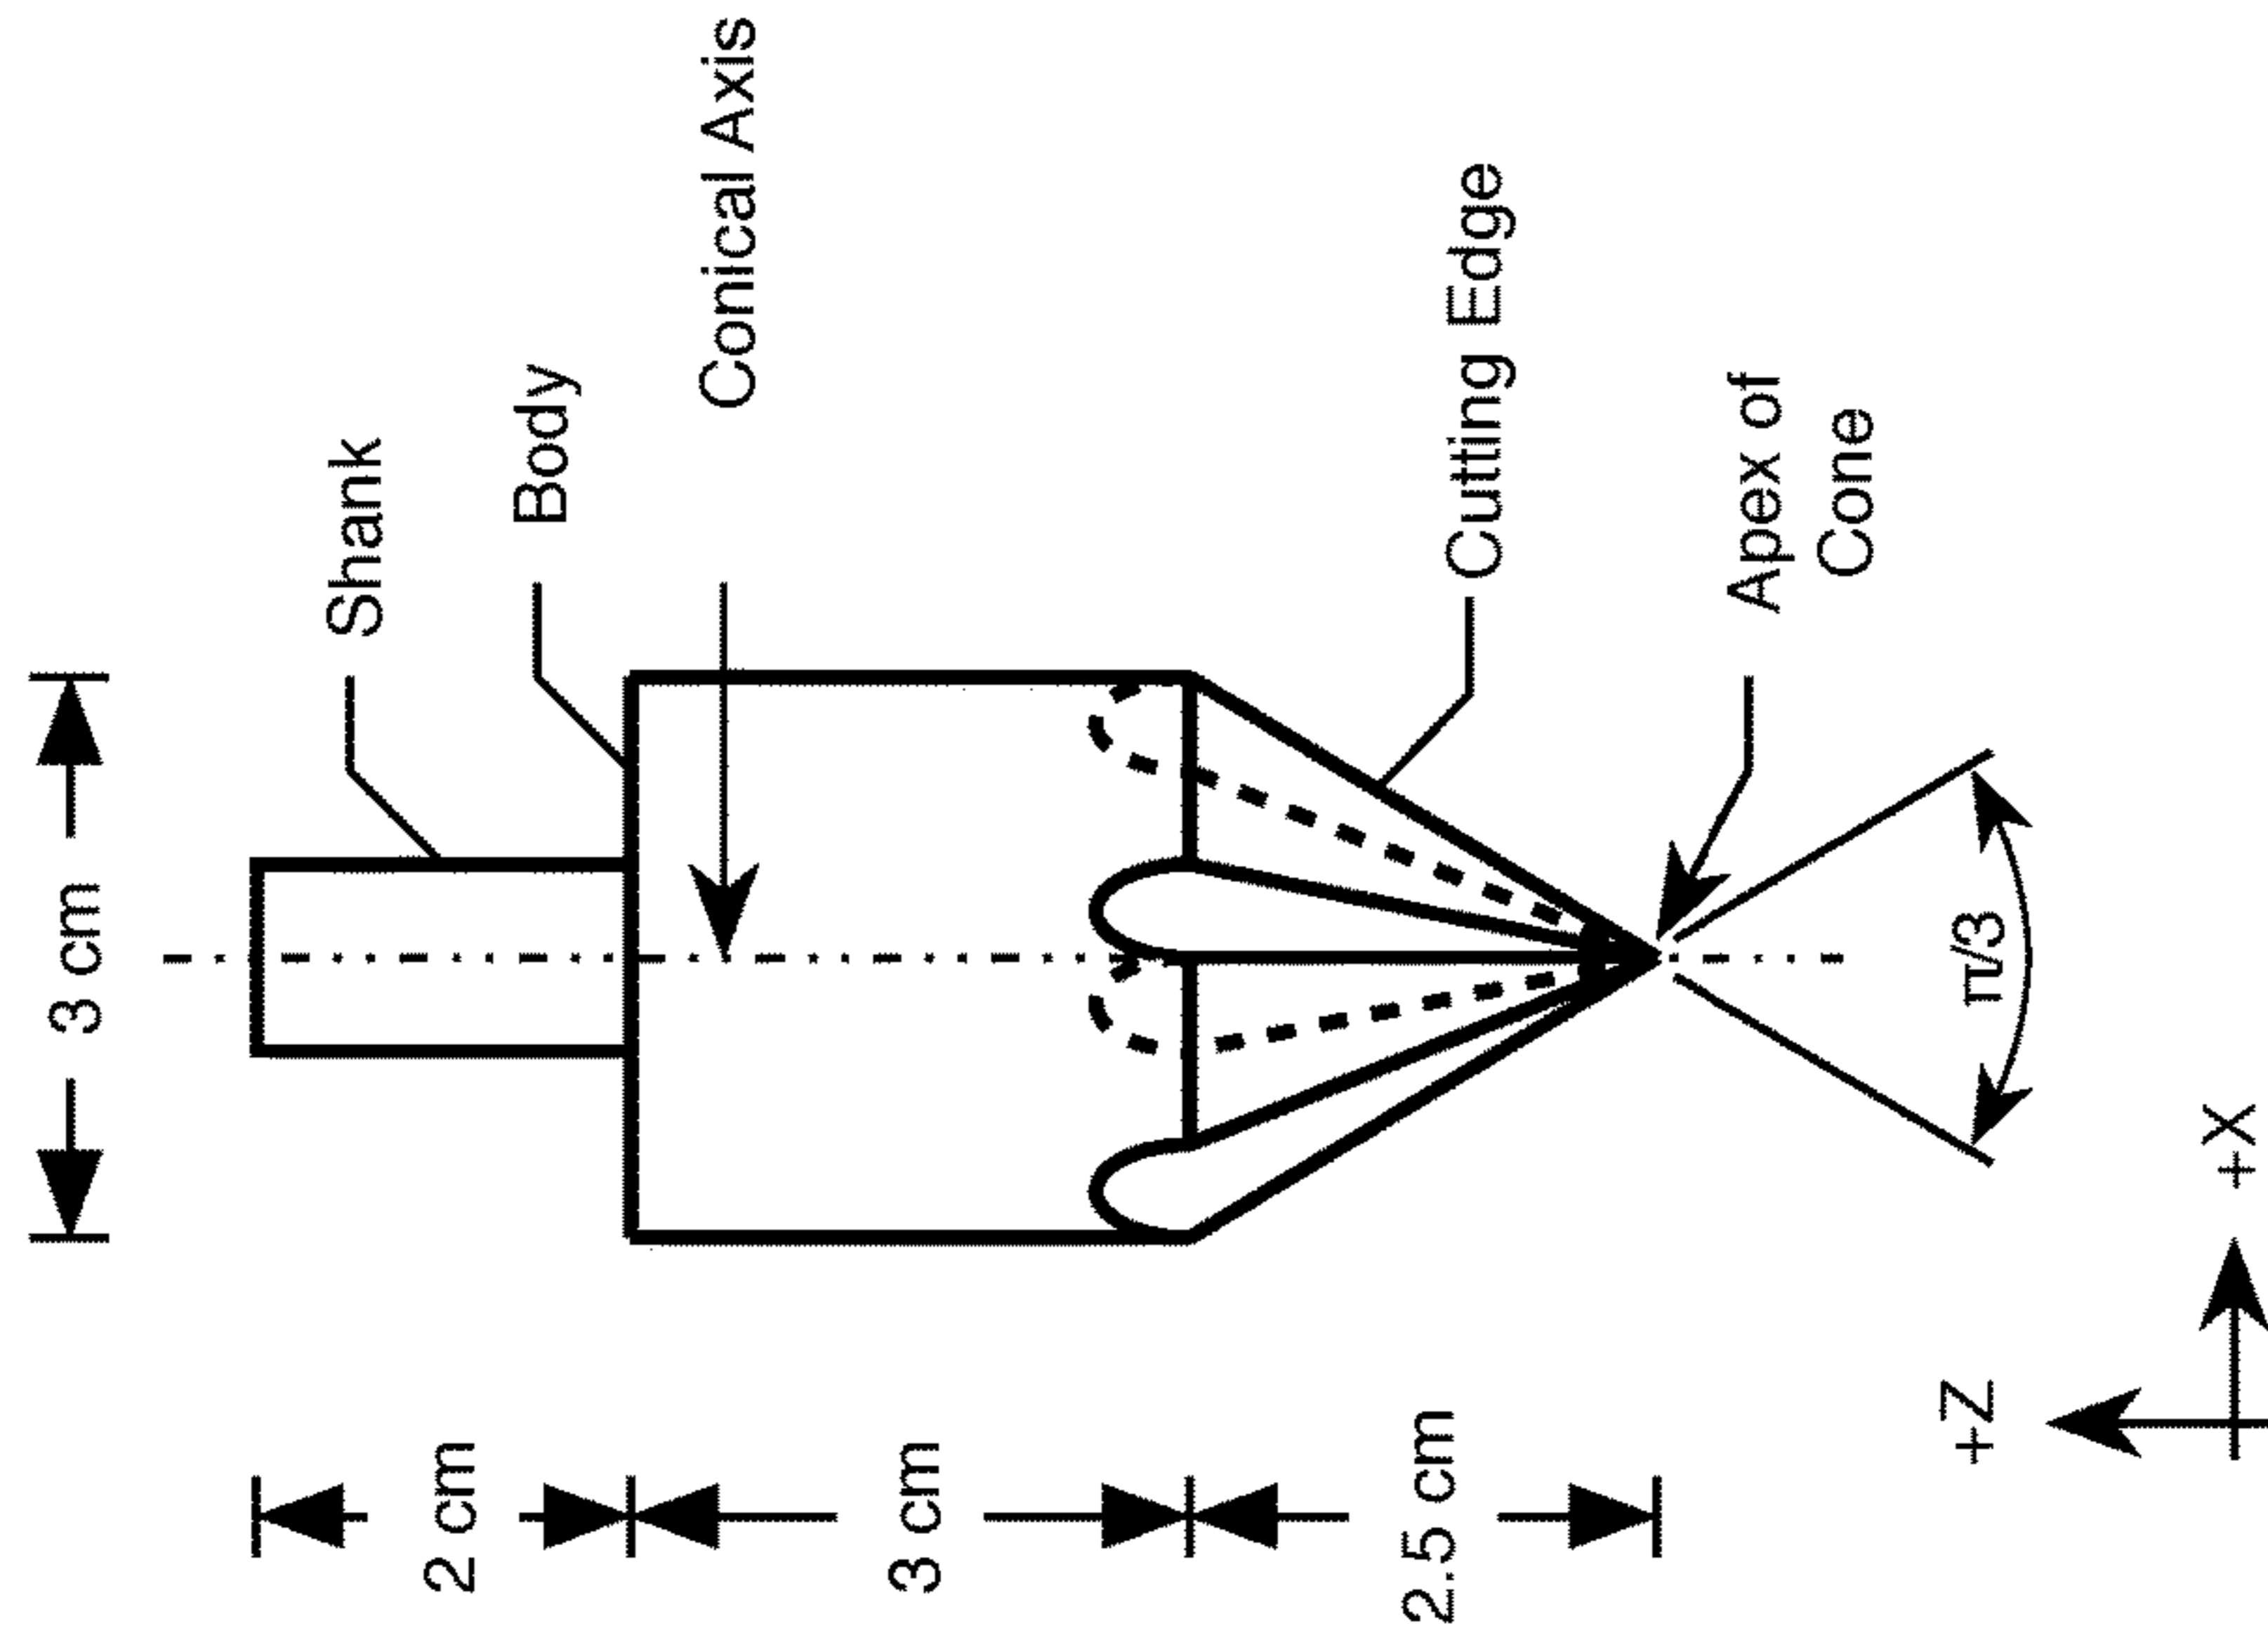 3 cm
Shank
Body
Conical Axis
Cutting Edge
Apex of
Cone
π/3
2 cm
3 cm
2.5 cm
+Z
+X